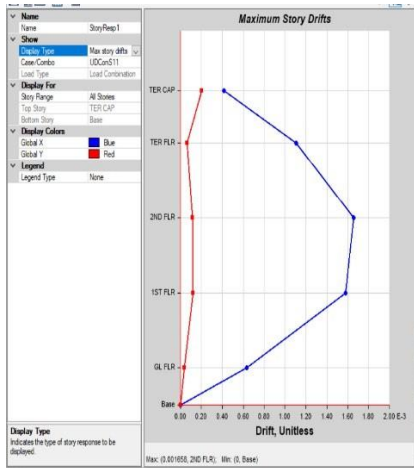 Maximum Story Drifts
Name
Name StoryResp1
Show
Display Type Max story drifts
Case/Combo UDConS11
Load Type Load Combination
Display For
Story Range All Stories
Top Story TER CAP
Bottom Story Base
Display Colors
Global X Blue
Global Y Red
Legend
Legend Type None
TER CAP
TER FLR
2ND FLR
1ST FLR
GL FLR
Base
0.00 0.20 0.40 0.60 0.80 1.00 1.20 1.40 1.60 1.80 2.00 E-3
Drift, Unitless
Display Type
Indicates the type of story response to be
displayed.
Max: (0.001658, 2ND FLR); Min: (0, Base)